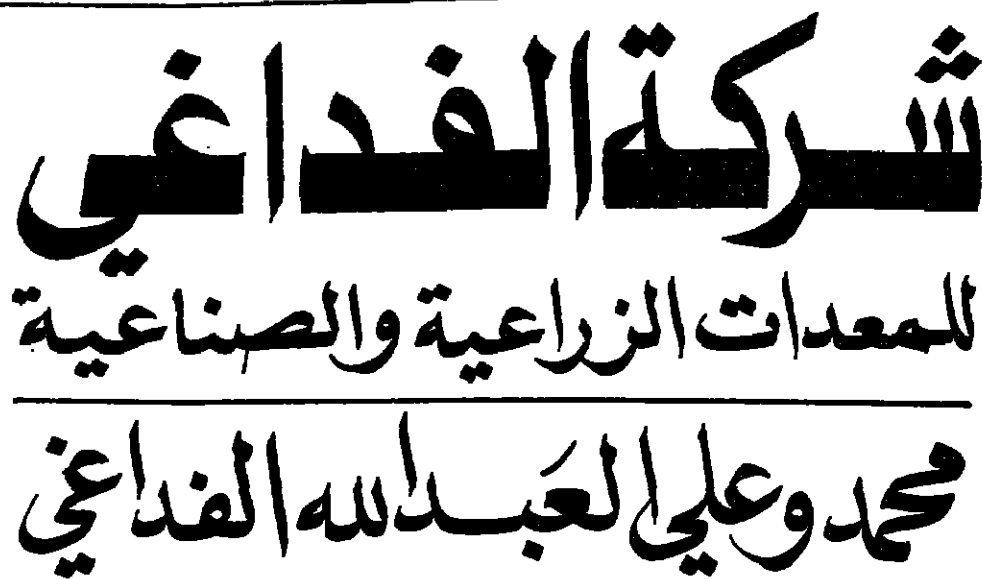 شركة الفداغي
للمعدات الزراعية والصناعية
محمد وعلي العبدالله الفداغي